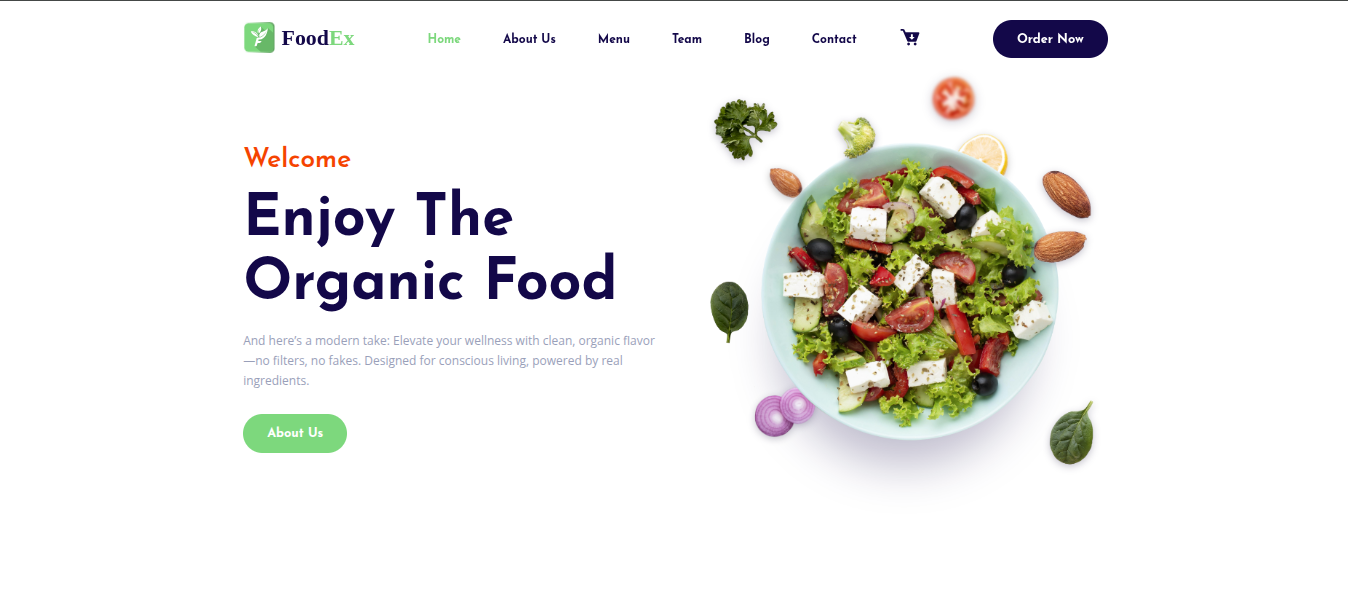 FoodEx
Home
About Us
Menu
Team
Blog
Contact
Order Now
Welcome
Enjoy The
Organic Food
And here's a modern take: Elevate your wellness with clean, organic flavor
—no filters, no fakes. Designed for conscious living, powered by real
ingredients.
About Us